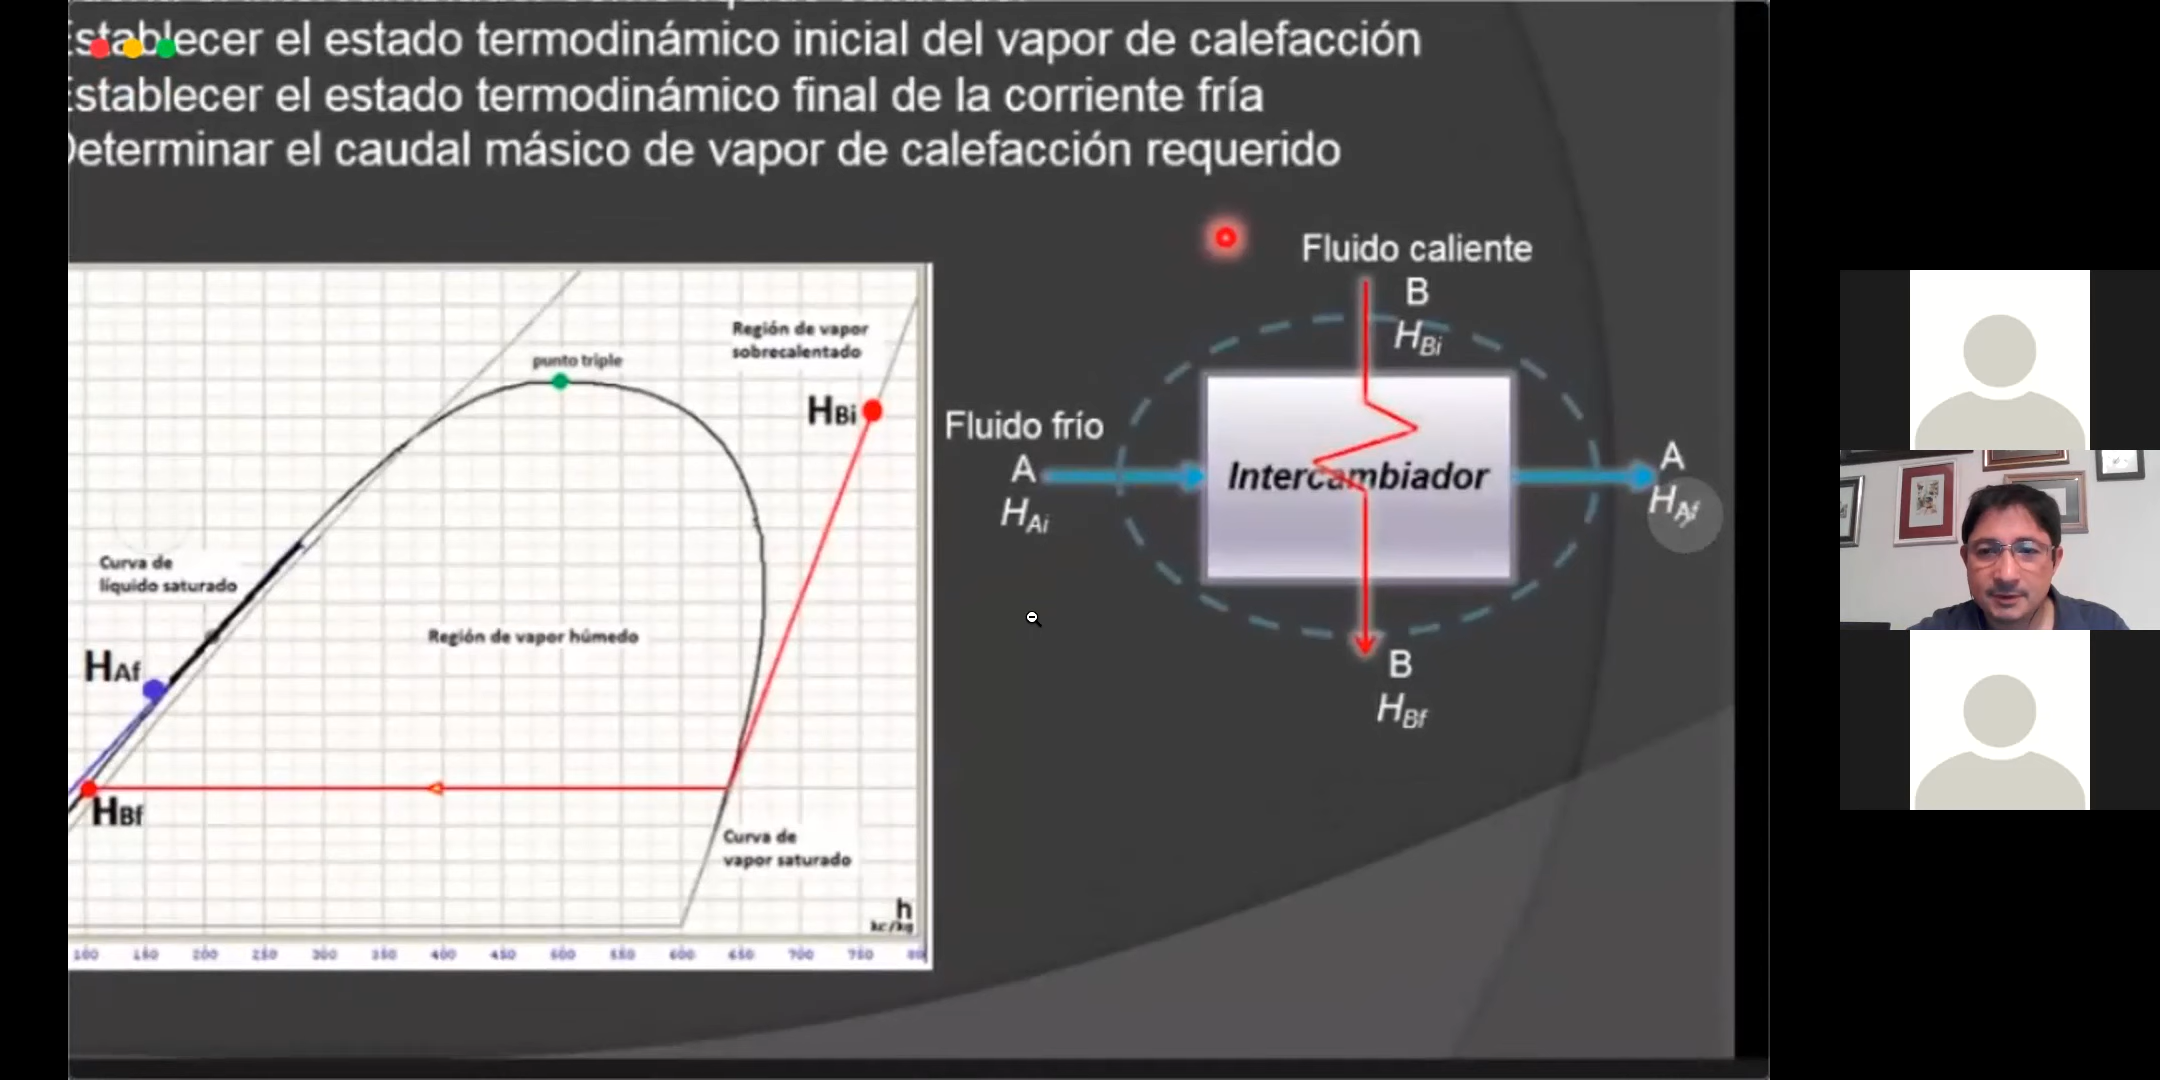 Establecer el estado termodinámico inicial del vapor de calefacción
Establecer el estado termodinámico final de la corriente fría
Determinar el caudal másico de vapor de calefacción requerido
Región de vapor
sobrecalentado
punto triple
HBi
Curva de
líquido saturado
Región de vapor húmedo
HAf
HBf
Curva de
vapor saturado
h
kc/kg
100 150 200 250 300 350 400 450 500 550 600 650 700 750
Fluido caliente
B
HBi
Fluido frío
A
HAi
Intercambiador
A
HAf
B
HBf